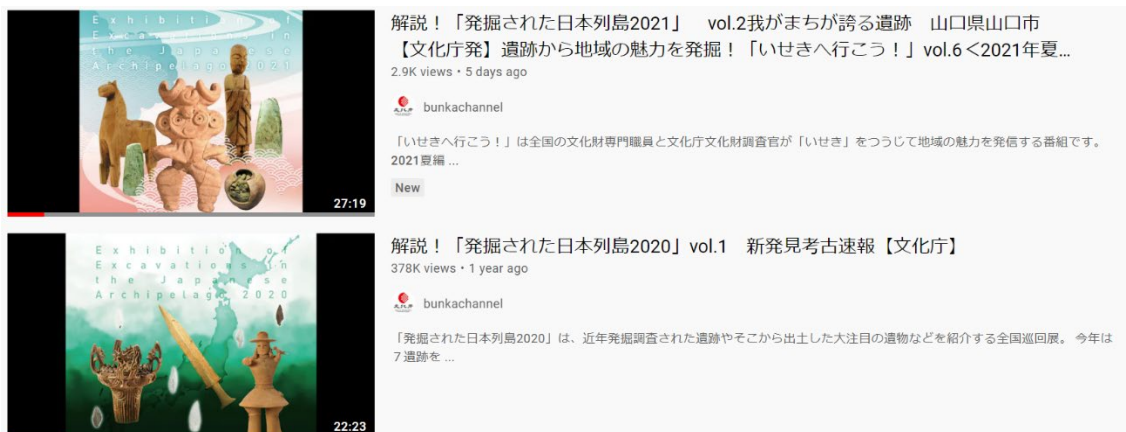 Exhibition of
Excavations in
the Japanese
Archipelago 2021
27:19
解説！「発掘された日本列島2021」　vol.2我がまちが誇る遺跡　山口県山口市
【文化庁発】遺跡から地域の魅力を発掘！「いせきへ行こう！」vol.6＜2021年夏...
2.9K views • 5 days ago
bunkachannel
「いせきへ行こう！」は全国の文化財専門職員と文化庁文化財調査官が「いせき」をつうじて地域の魅力を発信する番組です。
2021夏編 ...
New
Exhibition of
Excavations in
the Japanese
Archipelago 2020
22:23
解説！「発掘された日本列島2020」vol.1　新発見考古速報【文化庁】
378K views • 1 year ago
bunkachannel
「発掘された日本列島2020」は、近年発掘調査された遺跡やそこから出土した大注目の遺物などを紹介する全国巡回展。 今年は
７遺跡を ...